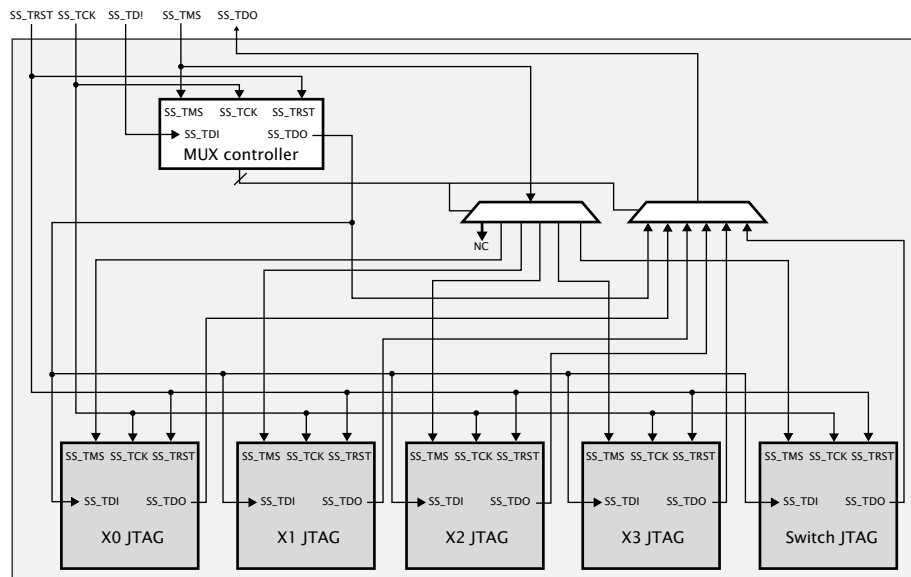 SS_TRST SS_TCK SS_TD! SS_TMS SS_TDO
SS_TMS SS_TCK SS_TRST
SS_TDI SS_TDO
MUX controller
NC
SS_TMS SS_TCK SS_TRST
SS_TDI SS_TDO
X0 JTAG
SS_TMS SS_TCK SS_TRST
SS_TDI SS_TDO
X1 JTAG
SS_TMS SS_TCK SS_TRST
SS_TDI SS_TDO
X2 JTAG
SS_TMS SS_TCK SS_TRST
SS_TDI SS_TDO
X3 JTAG
SS_TMS SS_TCK SS_TRST
SS_TDI SS_TDO
Switch JTAG